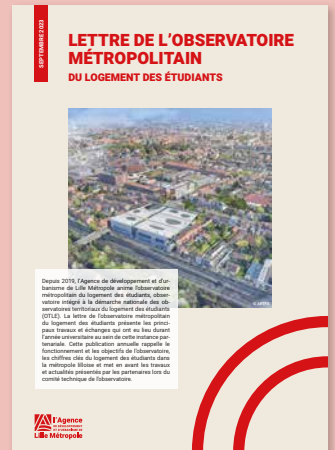 SEPTEMBRE 2023
LETTRE DE L'OBSERVATOIRE
MÉTROPOLITAIN
DU LOGEMENT DES ÉTUDIANTS
Depuis 2019, l'Agence de développement et d'ur-
banisme de Lille Métropole anime l'observatoire
métropolitain du logement des étudiants, obser-
vatoire intégré à la démarche nationale des ob-
servatoires territoriaux du logement des étudiants
(OTLE). La lettre de l'observatoire métropolitain
du logement des étudiants présente les princi-
paux travaux et échanges qui ont eu lieu durant
l'année universitaire au sein de cette instance par-
tenariale. Cette publication annuelle rappelle le
fonctionnement et les objectifs de l'observatoire,
les chiffres clés du logement des étudiants dans
la métropole lilloise et met en avant les travaux
et actualités présentés par les partenaires lors du
comité technique de l'observatoire.
l'Agence
DE DÉVELOPPEMENT
ET D'URBANISME DE
Lille Métropole